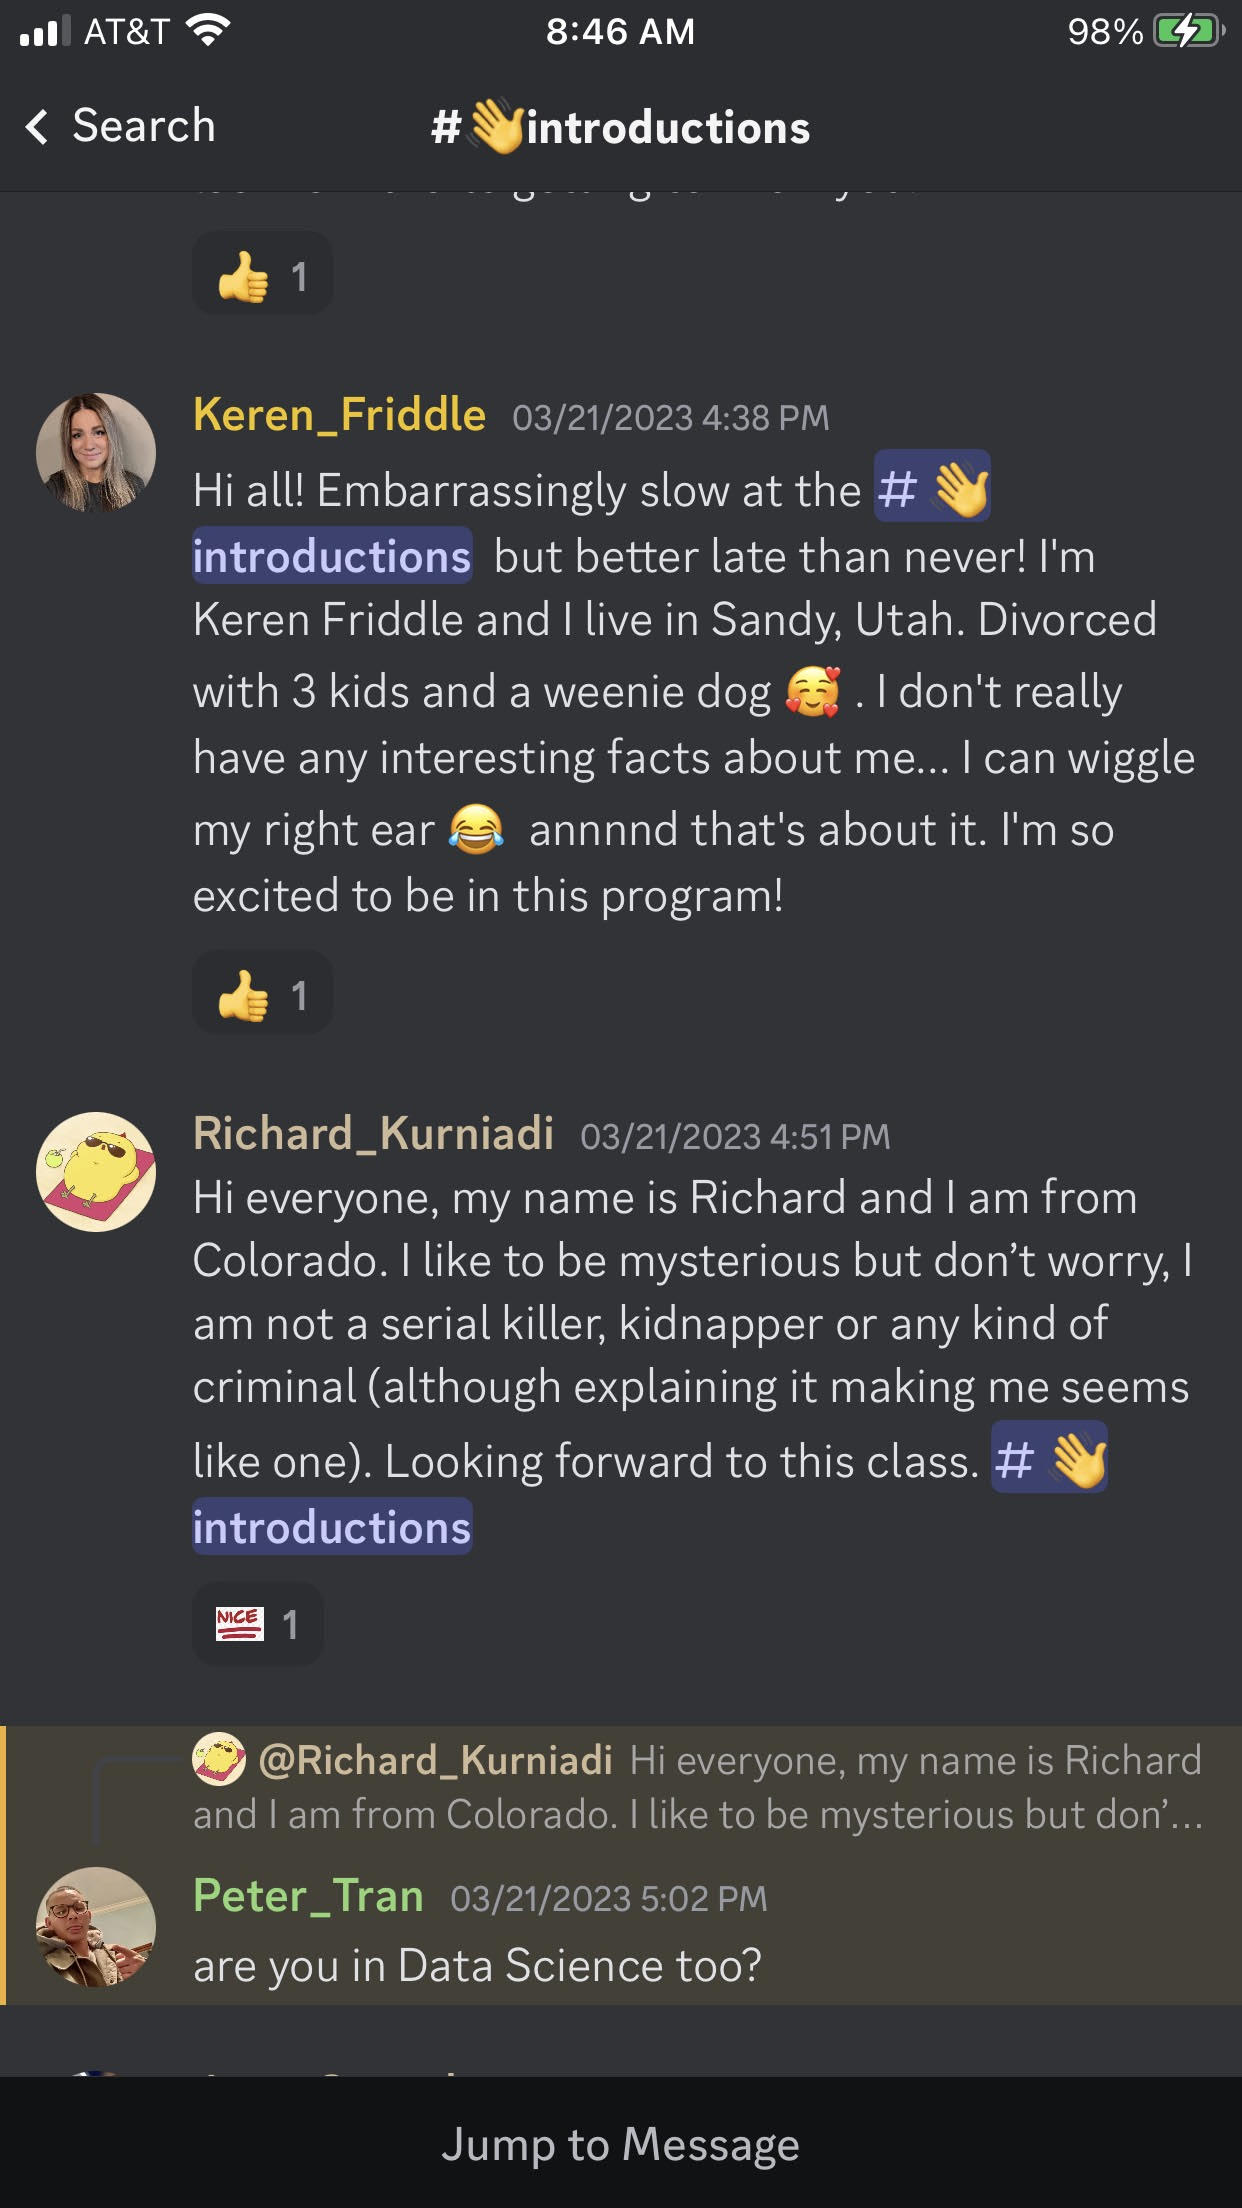 AT&T 8:46 AM 98%
Search #👋introductions
👍 1
Keren_Friddle 03/21/2023 4:38 PM
Hi all! Embarrassingly slow at the # 👋
introductions but better late than never! I'm
Keren Friddle and I live in Sandy, Utah. Divorced
with 3 kids and a weenie dog 🥰 . I don't really
have any interesting facts about me... I can wiggle
my right ear 😂 annnnd that's about it. I'm so
excited to be in this program!
👍 1
Richard_Kurniadi 03/21/2023 4:51 PM
Hi everyone, my name is Richard and I am from
Colorado. I like to be mysterious but don’t worry, I
am not a serial killer, kidnapper or any kind of
criminal (although explaining it making me seems
like one). Looking forward to this class. # 👋
introductions
NICE 1
@Richard_Kurniadi Hi everyone, my name is Richard
and I am from Colorado. I like to be mysterious but don’...
Peter_Tran 03/21/2023 5:02 PM
are you in Data Science too?
Jump to Message